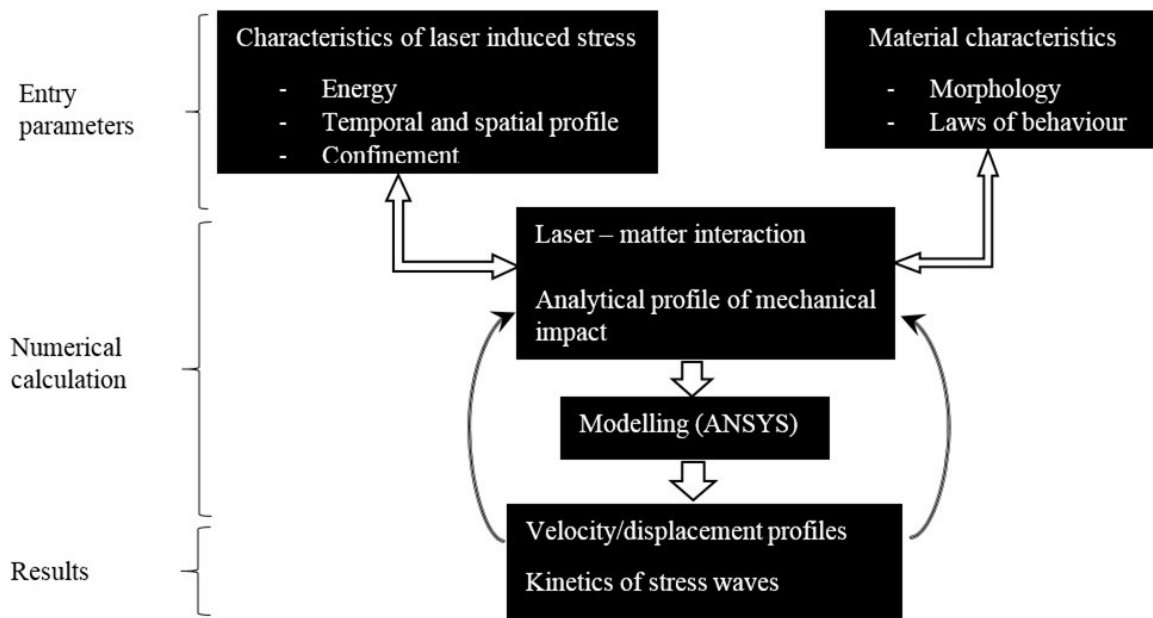 Entry
parameters
Characteristics of laser induced stress
- Energy
- Temporal and spatial profile
- Confinement
Material characteristics
- Morphology
- Laws of behaviour
Numerical
calculation
Laser – matter interaction
Analytical profile of mechanical
impact
Modelling (ANSYS)
Results
Velocity/displacement profiles
Kinetics of stress waves